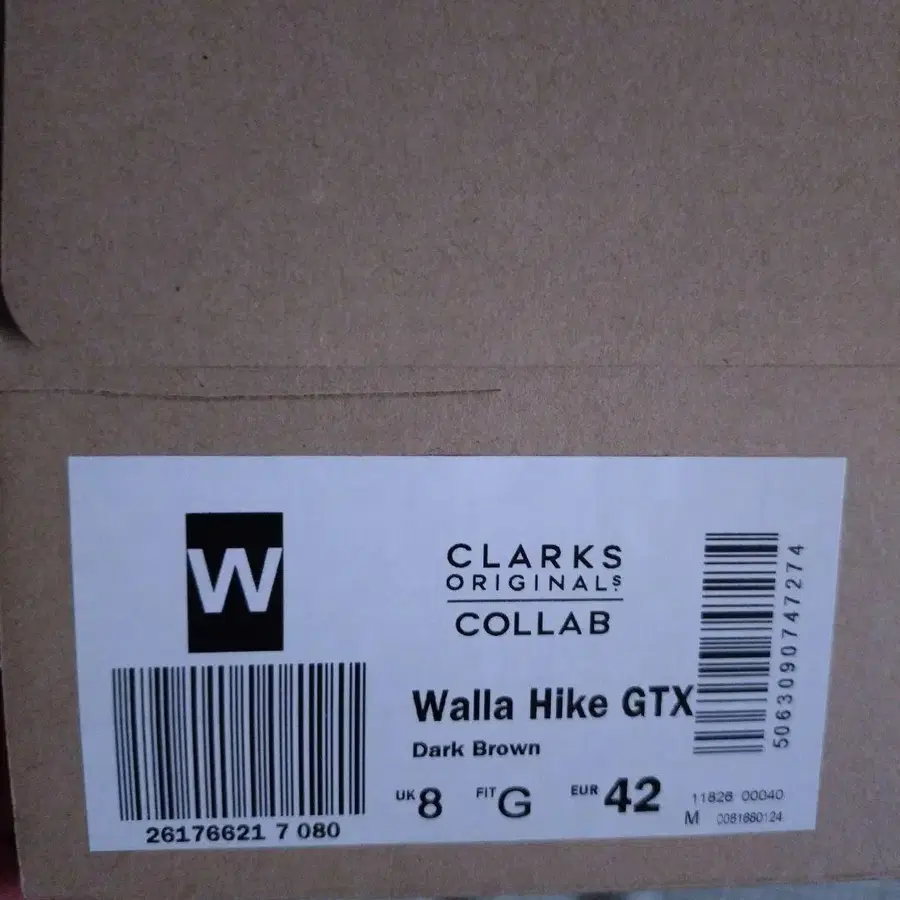 W
26176621 7 080
CLARKS
ORIGINALS
COLLAB
Walla Hike GTX
Dark Brown
UK 8 FIT G EUR 42
5063090747274
11826 00040
M 0061660124